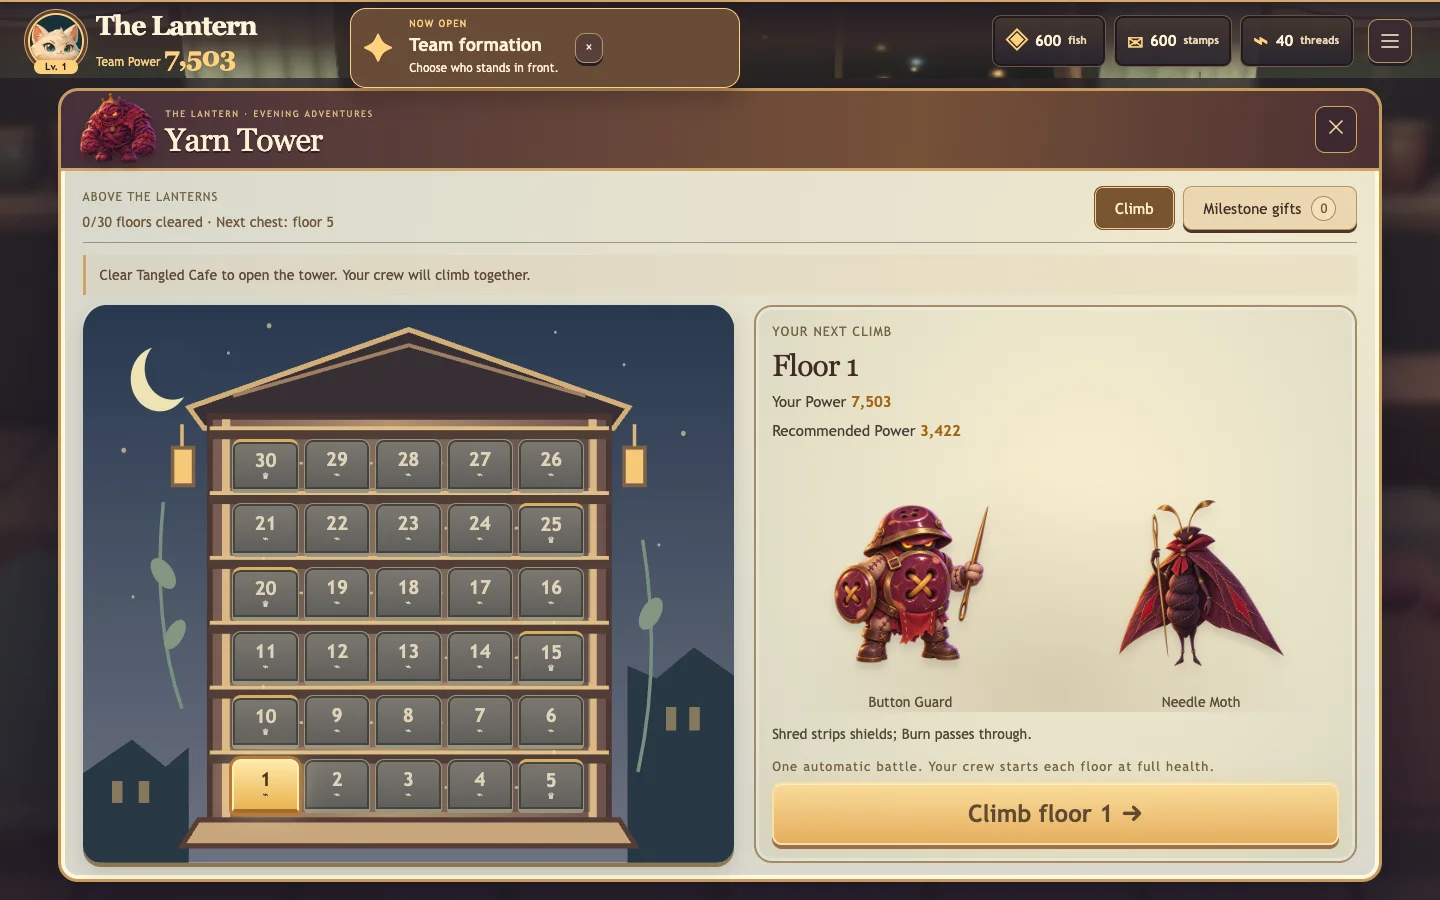 The Lantern
Team Power 7,503
Lv. 1
NOW OPEN
Team formation
Choose who stands in front.
×
600 fish
600 stamps
40 threads
THE LANTERN · EVENING ADVENTURES
Yarn Tower
ABOVE THE LANTERNS
0/30 floors cleared · Next chest: floor 5
Climb
Milestone gifts 0
Clear Tangled Cafe to open the tower. Your crew will climb together.
30 29 28 27 26
21 22 23 24 25
20 19 18 17 16
11 12 13 14 15
10 9 8 7 6
1 2 3 4 5
YOUR NEXT CLIMB
Floor 1
Your Power 7,503
Recommended Power 3,422
Button Guard
Needle Moth
Shred strips shields; Burn passes through.
One automatic battle. Your crew starts each floor at full health.
Climb floor 1 →